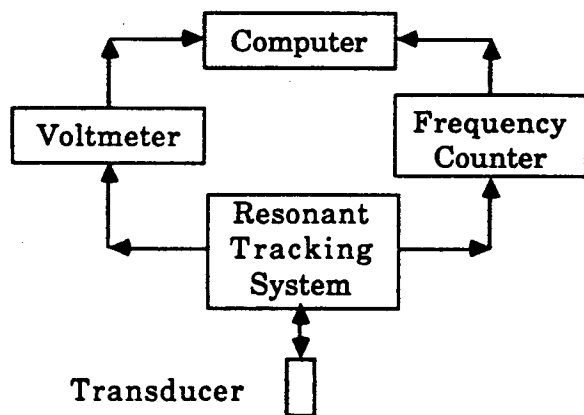 Computer
Voltmeter
Frequency
Counter
Resonant
Tracking
System
Transducer